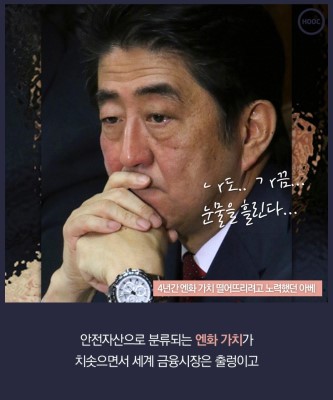 HOOC
나도.. 가끔...
눈물을 흘린다...
4년간 엔화 가치 떨어뜨리려고 노력했던 아베
안전자산으로 분류되는 엔화 가치가
치솟으면서 세계 금융시장은 출렁이고